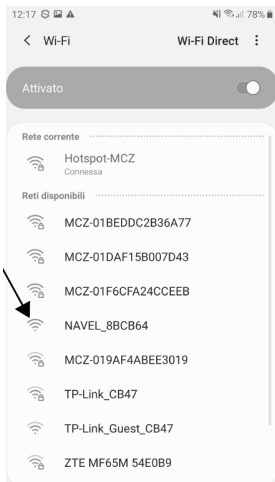 12:17 78%
Wi-Fi Wi-Fi Direct
Attivato
Rete corrente
Hotspot-MCZ
Connessa
Reti disponibili
MCZ-01BEDDC2B36A77
MCZ-01DAF15B007D43
MCZ-01F6CFA24CCEEB
NAVEL_8BCB64
MCZ-019AF4ABEE3019
TP-Link_CB47
TP-Link_Guest_CB47
ZTE MF65M 54E0B9